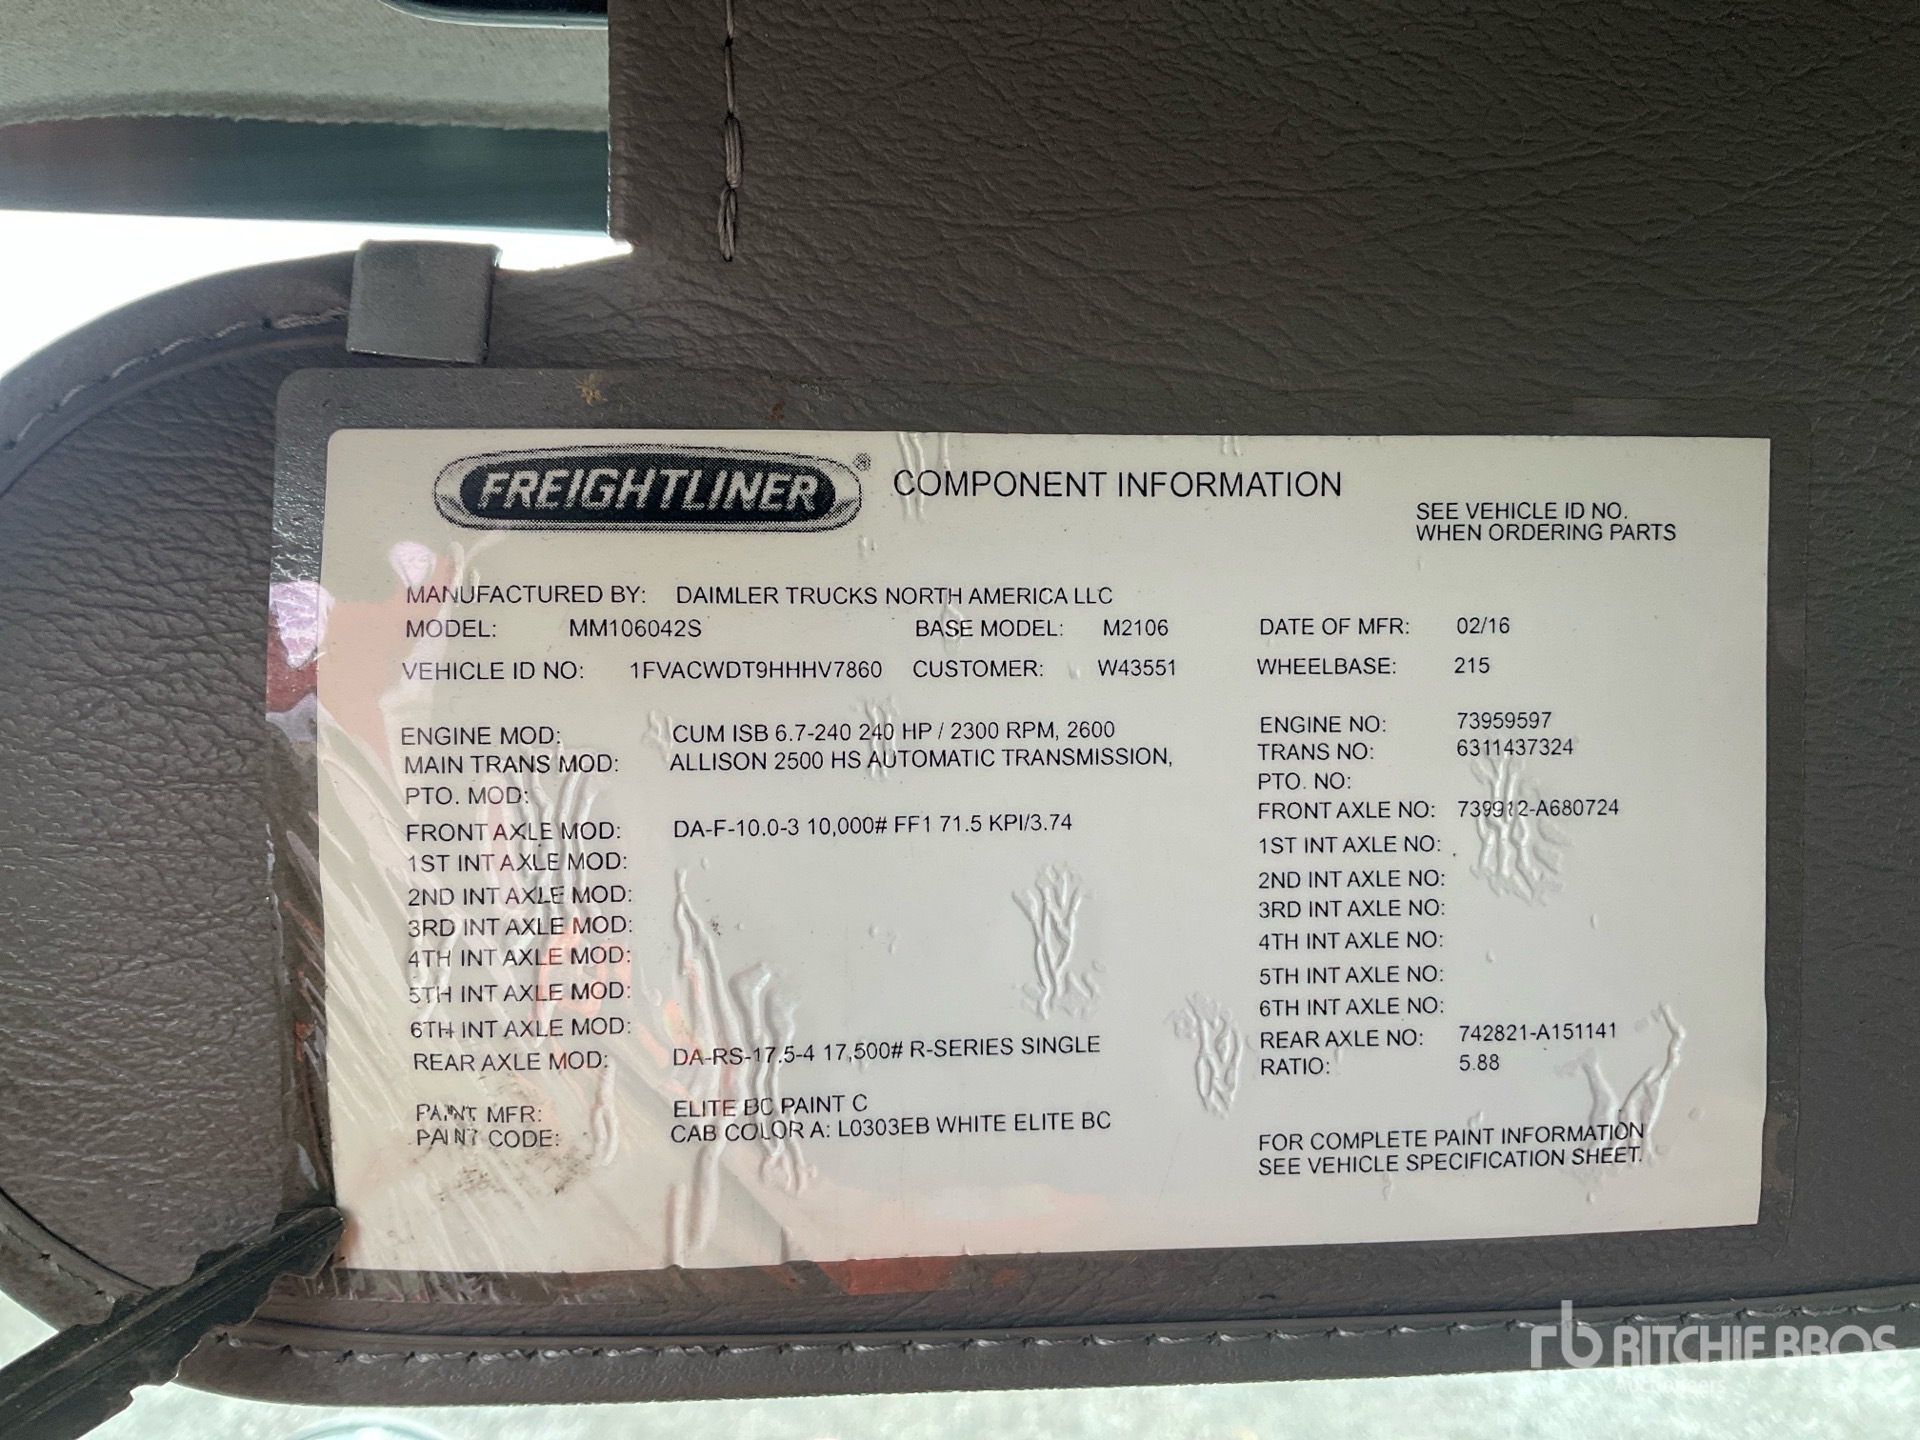 FREIGHTLINER® COMPONENT INFORMATION
SEE VEHICLE ID NO.
WHEN ORDERING PARTS
MANUFACTURED BY: DAIMLER TRUCKS NORTH AMERICA LLC
MODEL: MM106042S BASE MODEL: M2106 DATE OF MFR: 02/16
VEHICLE ID NO: 1FVACWDT9HHHV7860 CUSTOMER: W43551 WHEELBASE: 215
ENGINE MOD: CUM ISB 6.7-240 240 HP / 2300 RPM, 2600 ENGINE NO: 73959597
MAIN TRANS MOD: ALLISON 2500 HS AUTOMATIC TRANSMISSION, TRANS NO: 6311437324
PTO. MOD: PTO. NO:
FRONT AXLE MOD: DA-F-10.0-3 10,000# FF1 71.5 KPI/3.74 FRONT AXLE NO: 739912-A680724
1ST INT AXLE MOD: 1ST INT AXLE NO:
2ND INT AXLE MOD: 2ND INT AXLE NO:
3RD INT AXLE MOD: 3RD INT AXLE NO:
4TH INT AXLE MOD: 4TH INT AXLE NO:
5TH INT AXLE MOD: 5TH INT AXLE NO:
6TH INT AXLE MOD: 6TH INT AXLE NO:
REAR AXLE MOD: DA-RS-17.5-4 17,500# R-SERIES SINGLE REAR AXLE NO: 742821-A151141
RATIO: 5.88
PAINT MFR: ELITE BC PAINT C
PAINT CODE: CAB COLOR A: L0303EB WHITE ELITE BC
FOR COMPLETE PAINT INFORMATION
SEE VEHICLE SPECIFICATION SHEET.
rb RITCHIE BROS.
Auctioneers